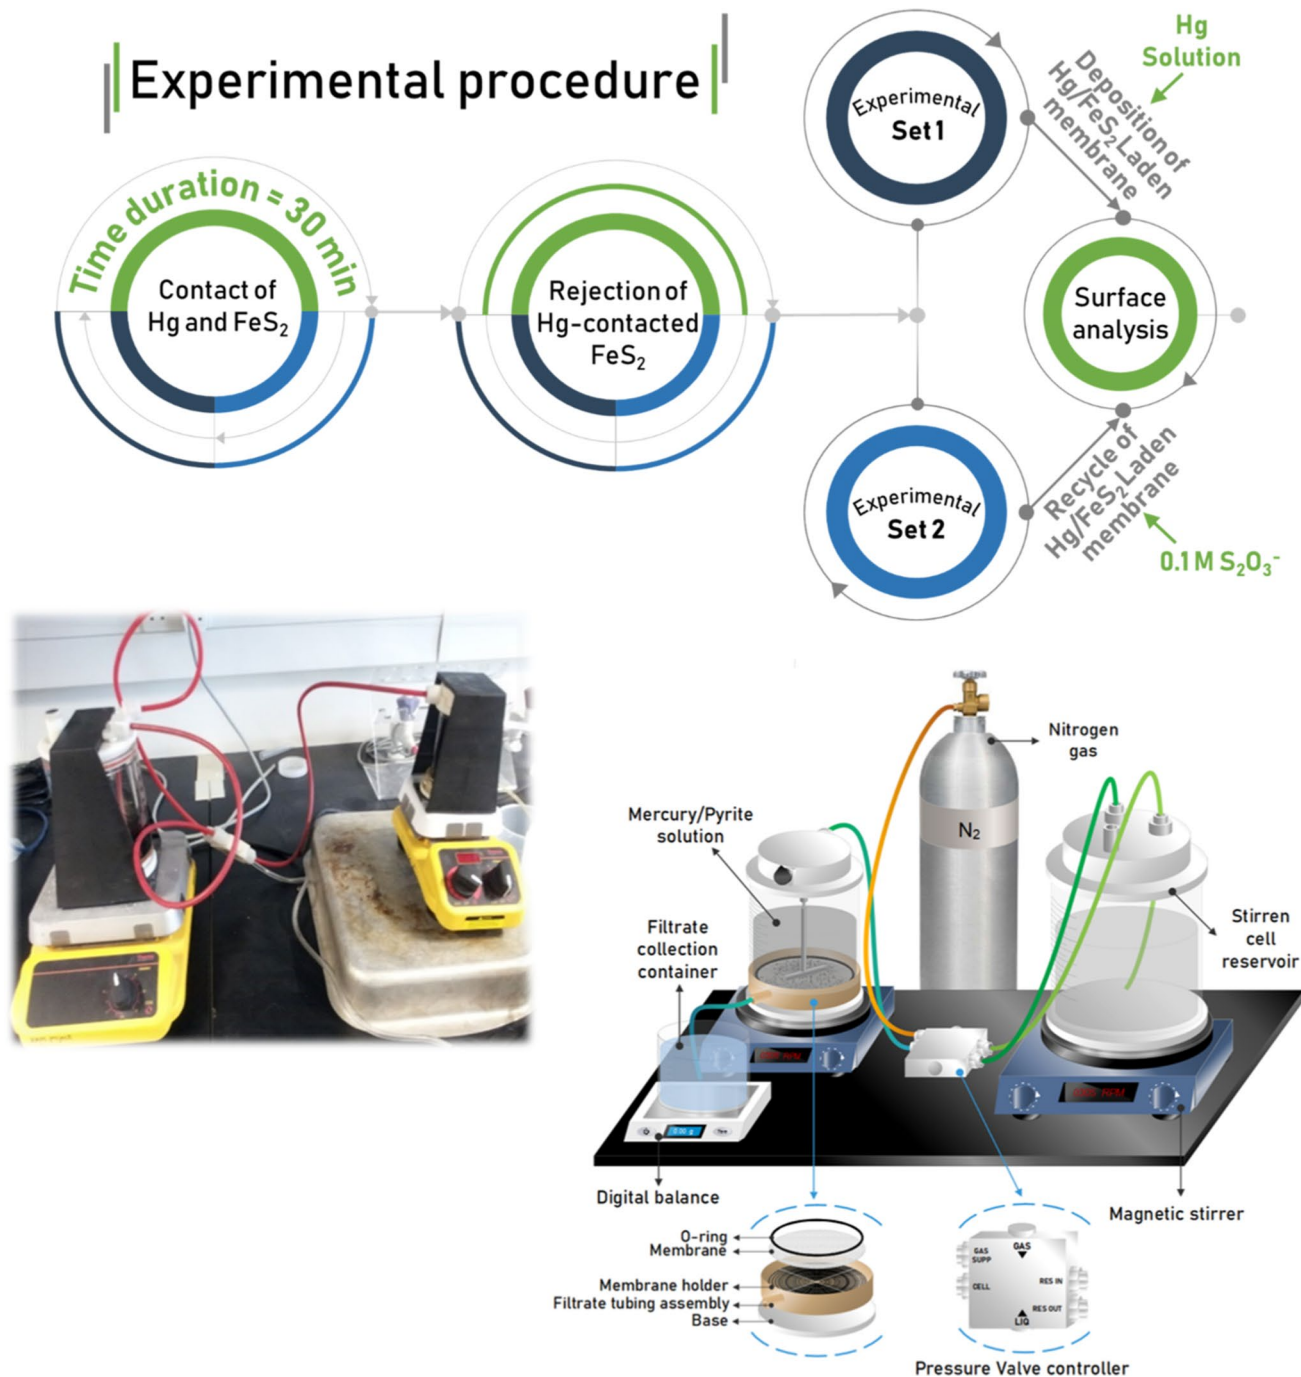 Experimental procedure
Time duration = 30 min
Contact of
Hg and FeS₂
Rejection of
Hg-contacted
FeS₂
Experimental
Set 1
Hg
Solution
Deposition of
Hg/FeS₂ Laden
membrane
Surface
analysis
Experimental
Set 2
Recycle of
Hg/FeS₂ Laden
membrane
0.1 M S₂O₃⁻
Nitrogen
gas
N₂
Mercury/Pyrite
solution
Filtrate
collection
container
Stirren
cell
reservoir
Digital balance
Magnetic stirrer
O-ring
Membrane
Membrane holder
Filtrate tubing assembly
Base
GAS
SUPP
GAS
CELL
RES IN
RES OUT
LIQ
Pressure Valve controller